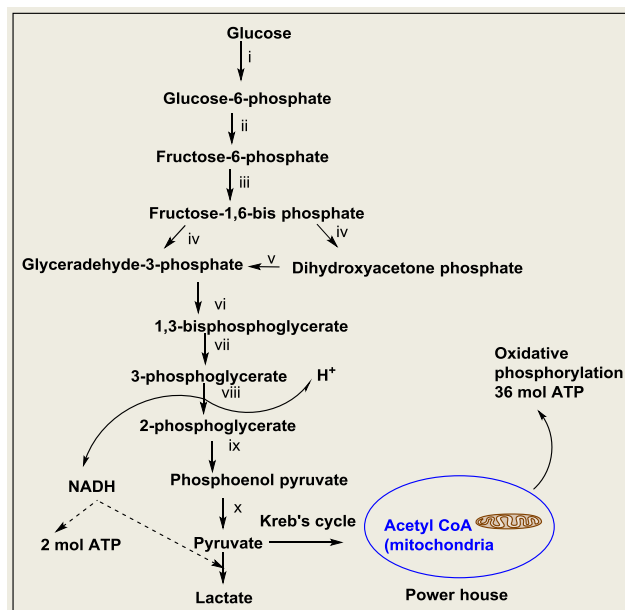 Glucose
i
Glucose-6-phosphate
ii
Fructose-6-phosphate
iii
Fructose-1,6-bis phosphate
iv
iv
Glyceradehyde-3-phosphate
v
Dihydroxyacetone phosphate
vi
1,3-bisphosphoglycerate
vii
3-phosphoglycerate
H+
viii
2-phosphoglycerate
ix
Phosphoenol pyruvate
NADH
x
2 mol ATP
Pyruvate
Kreb's cycle
Lactate
Oxidative
phosphorylation
36 mol ATP
Acetyl CoA
(mitochondria
Power house